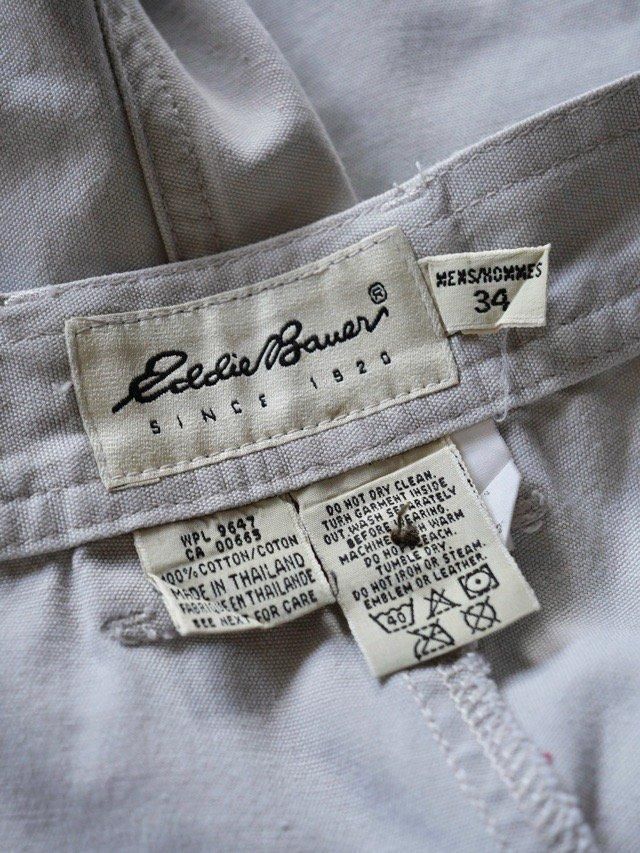 Eddie Bauer®
SINCE 1920
MENS/HOMMES
34
WPL 9647
CA 00663
100% COTTON/COTON
MADE IN THAILAND
FABRIQUE EN THAILANDE
SEE NEXT FOR CARE
DO NOT DRY CLEAN.
TURN GARMENT INSIDE
OUT.WASH SEPARATELY
BEFORE WEARING.
MACHINE WASH WARM
DO NOT BLEACH.
TUMBLE DRY.
DO NOT IRON OR STEAM.
EMBLEM OR LEATHER.
40